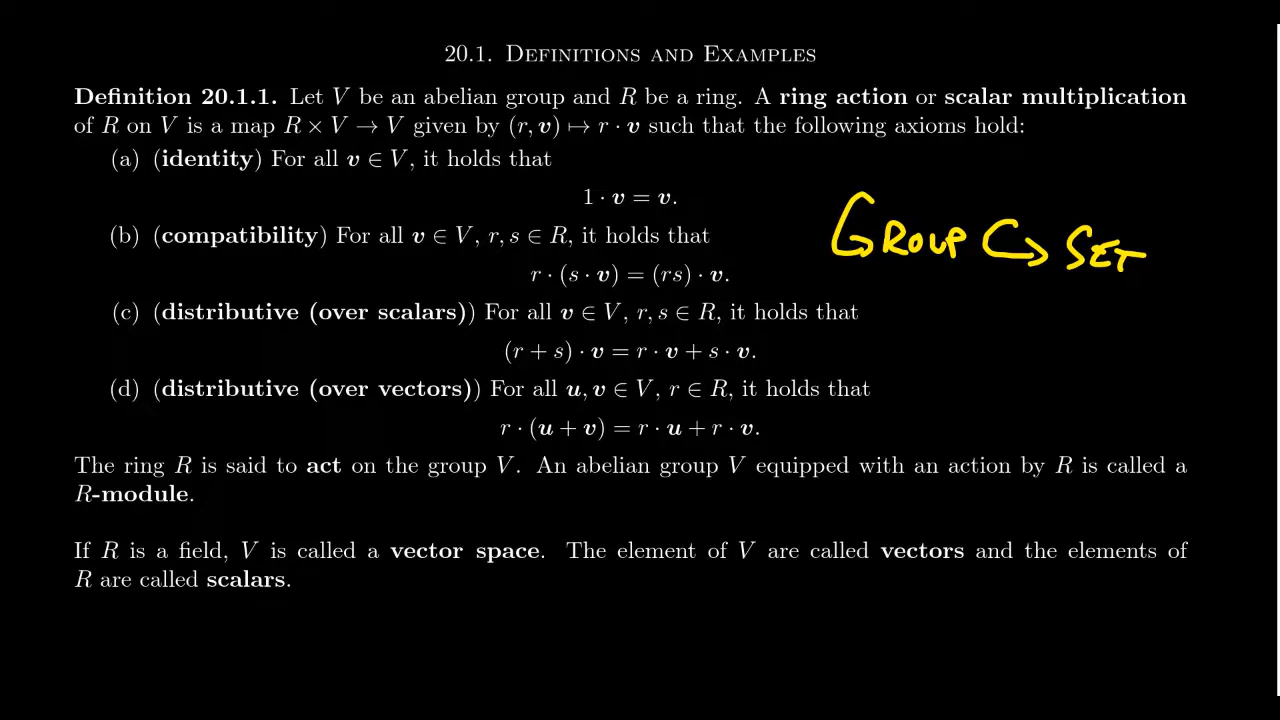 20.1. Definitions and Examples
Definition 20.1.1. Let V be an abelian group and R be a ring. A ring action or scalar multiplication
of R on V is a map R × V → V given by (r, v) ↦ r · v such that the following axioms hold:
(a) (identity) For all v ∈ V, it holds that
1 · v = v.
(b) (compatibility) For all v ∈ V, r, s ∈ R, it holds that
GROUP ↪ SET
r · (s · v) = (rs) · v.
(c) (distributive (over scalars)) For all v ∈ V, r, s ∈ R, it holds that
(r + s) · v = r · v + s · v.
(d) (distributive (over vectors)) For all u, v ∈ V, r ∈ R, it holds that
r · (u + v) = r · u + r · v.
The ring R is said to act on the group V. An abelian group V equipped with an action by R is called a
R-module.
If R is a field, V is called a vector space. The element of V are called vectors and the elements of
R are called scalars.